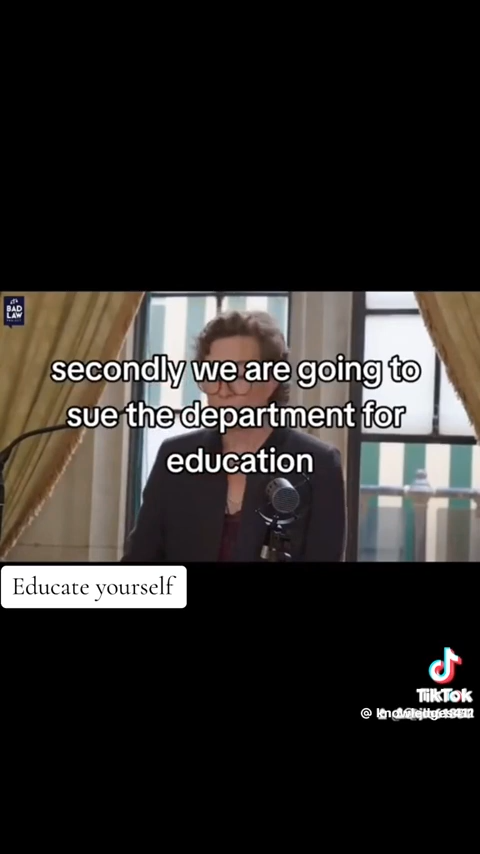 BAD
LAW
secondly we are going to
sue the department for
education
Educate yourself
TikTok